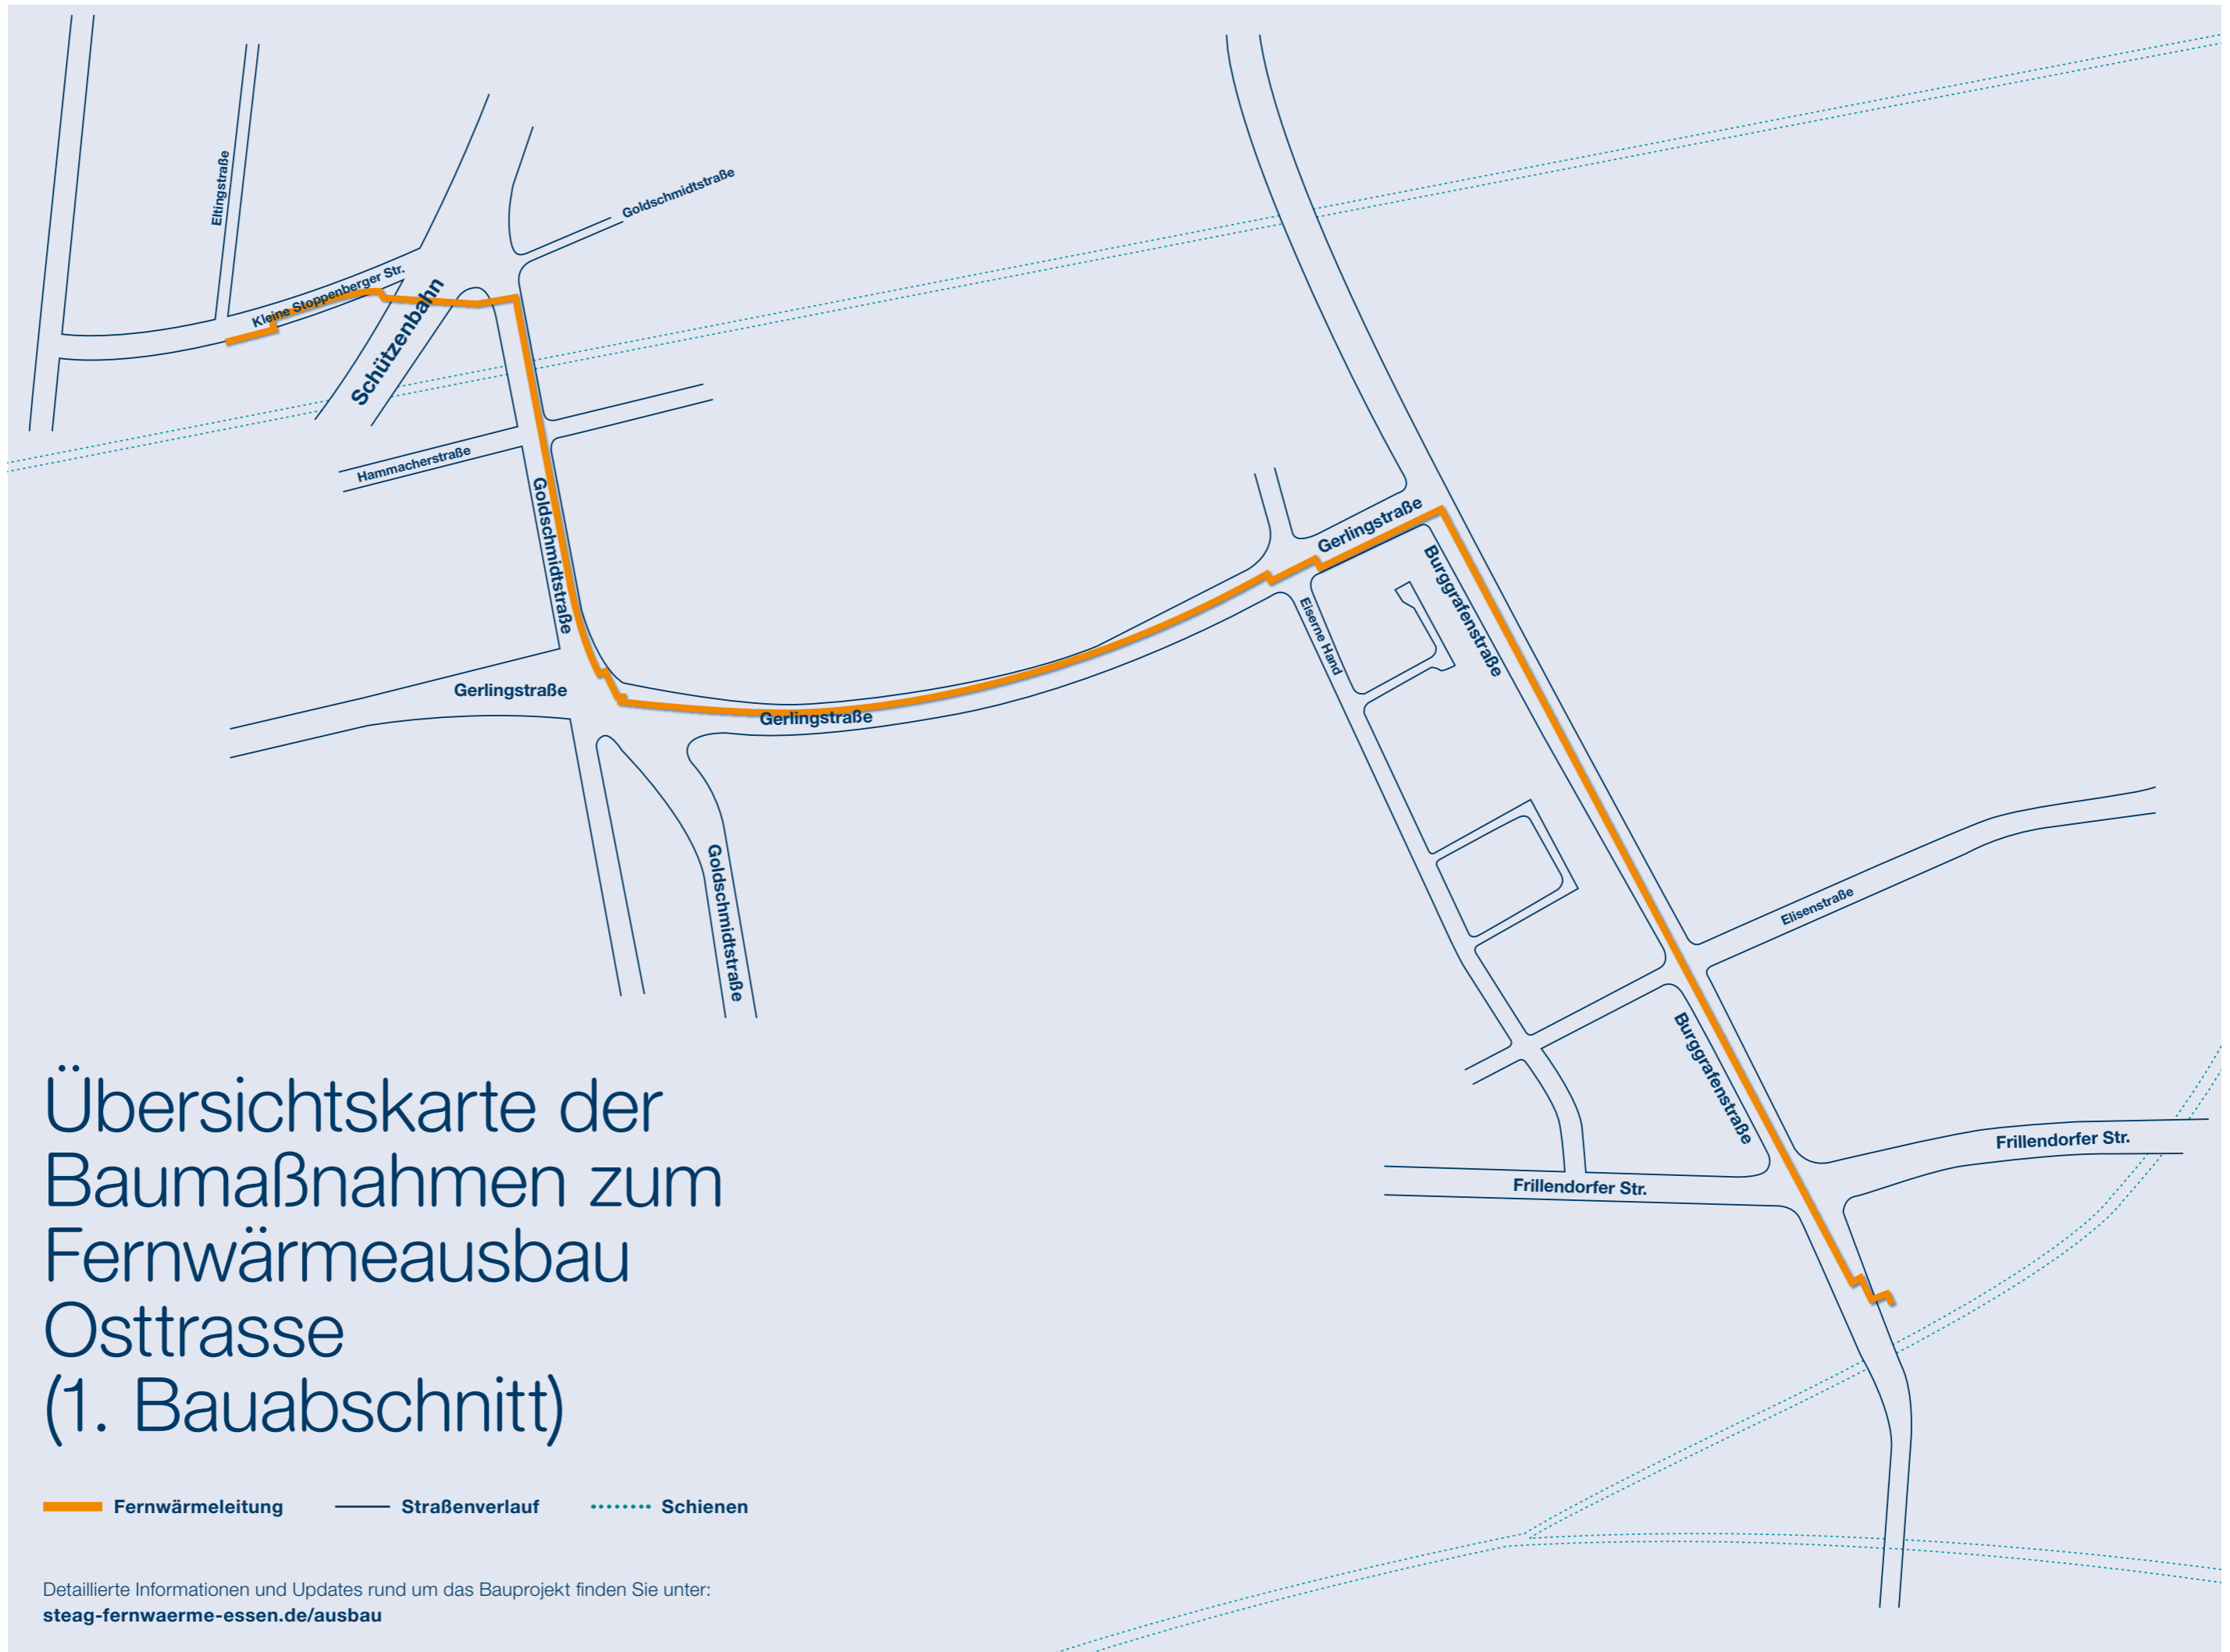 Eltingstraße
Goldschmidtstraße
Kleine Stoppenberger Str.
Schützenbahn
Hammacherstraße
Goldschmidtstraße
Gerlingstraße
Gerlingstraße
Gerlingstraße
Burggrafenstraße
Eiserne Hand
Goldschmidtstraße
Elisenstraße
Burggrafenstraße
Frillendorfer Str.
Frillendorfer Str.
Übersichtskarte der
Baumaßnahmen zum
Fernwärmeausbau
Osttrasse
(1. Bauabschnitt)
Fernwärmeleitung Straßenverlauf Schienen
Detaillierte Informationen und Updates rund um das Bauprojekt finden Sie unter:
steag-fernwaerme-essen.de/ausbau